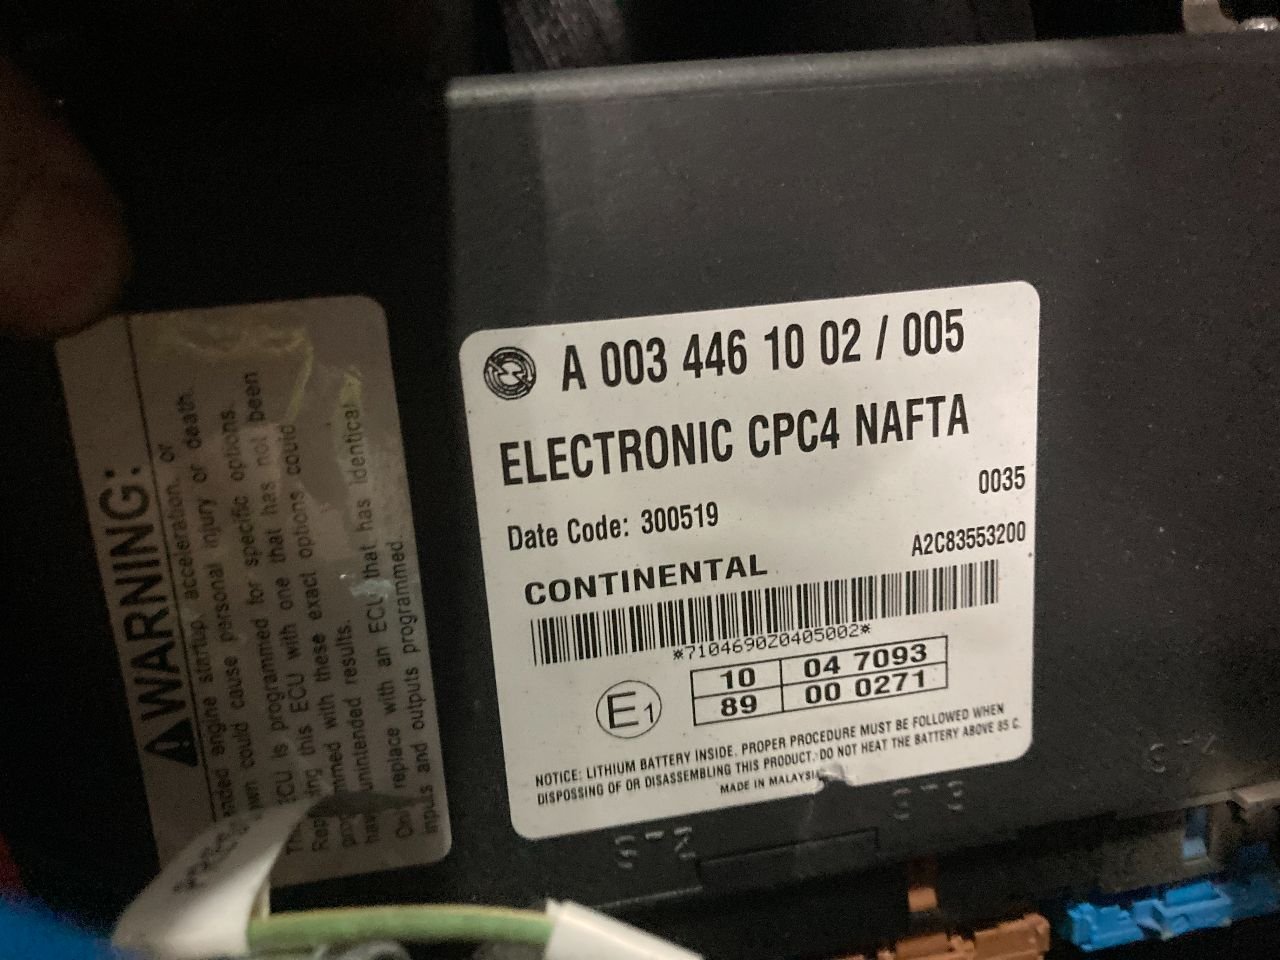 A 003 446 10 02 / 005
ELECTRONIC CPC4 NAFTA
0035
Date Code: 300519
A2C83553200
CONTINENTAL
*7104690Z0405002*
E1
10 04 7093
89 00 0271
NOTICE: LITHIUM BATTERY INSIDE. PROPER PROCEDURE MUST BE FOLLOWED WHEN
DISPOSSING OF OR DISASSEMBLING THIS PRODUCT. DO NOT HEAT THE BATTERY ABOVE 85 C.
MADE IN MALAYSIA
WARNING:
engine startup, acceleration, or
could cause personal injury or death.
ECU is programmed for specific options.
this ECU with one that has not been
with these exact options could
unintended results.
replace with an ECU that has identical
inputs and outputs programmed.